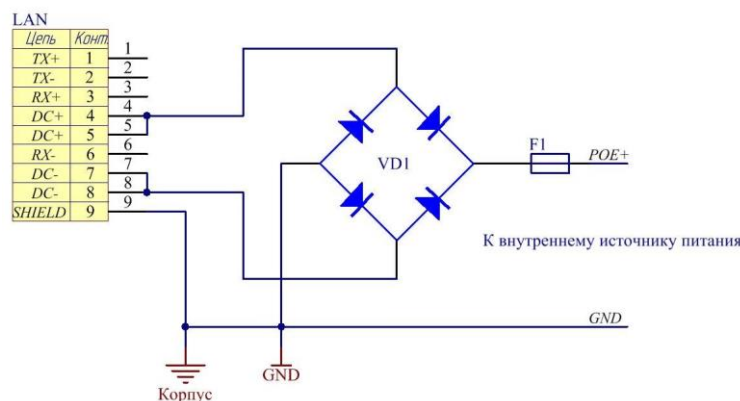 LAN
Цепь Конт.
TX+ 1 1
TX- 2 2
RX+ 3 3
DC+ 4 4
DC+ 5 5
RX- 6 6
DC- 7 7
DC- 8 8
SHIELD 9 9
VD1
F1
POE+
К внутреннему источнику питания
GND
Корпус
GND